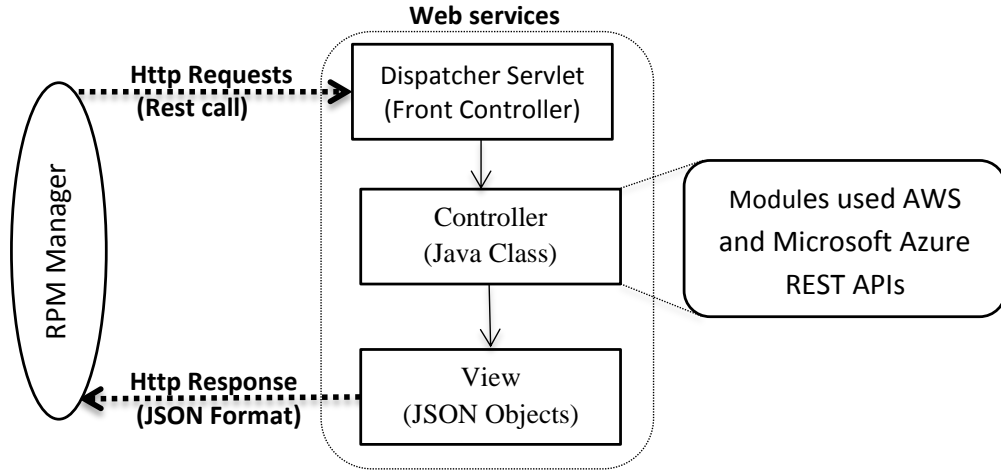 Web services
Http Requests
(Rest call)
Dispatcher Servlet
(Front Controller)
RPM Manager
Controller
(Java Class)
Modules used AWS
and Microsoft Azure
REST APIs
Http Response
(JSON Format)
View
(JSON Objects)